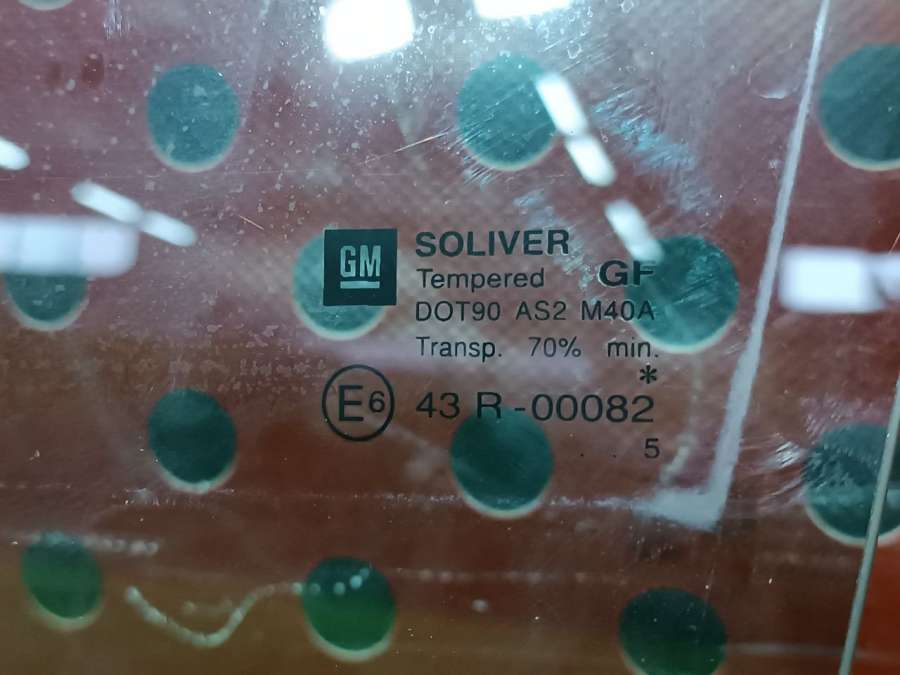 GM
SOLIVER
Tempered GF
DOT90 AS2 M40A
Transp. 70% min.
*
E6 43 R -00082
. . 5